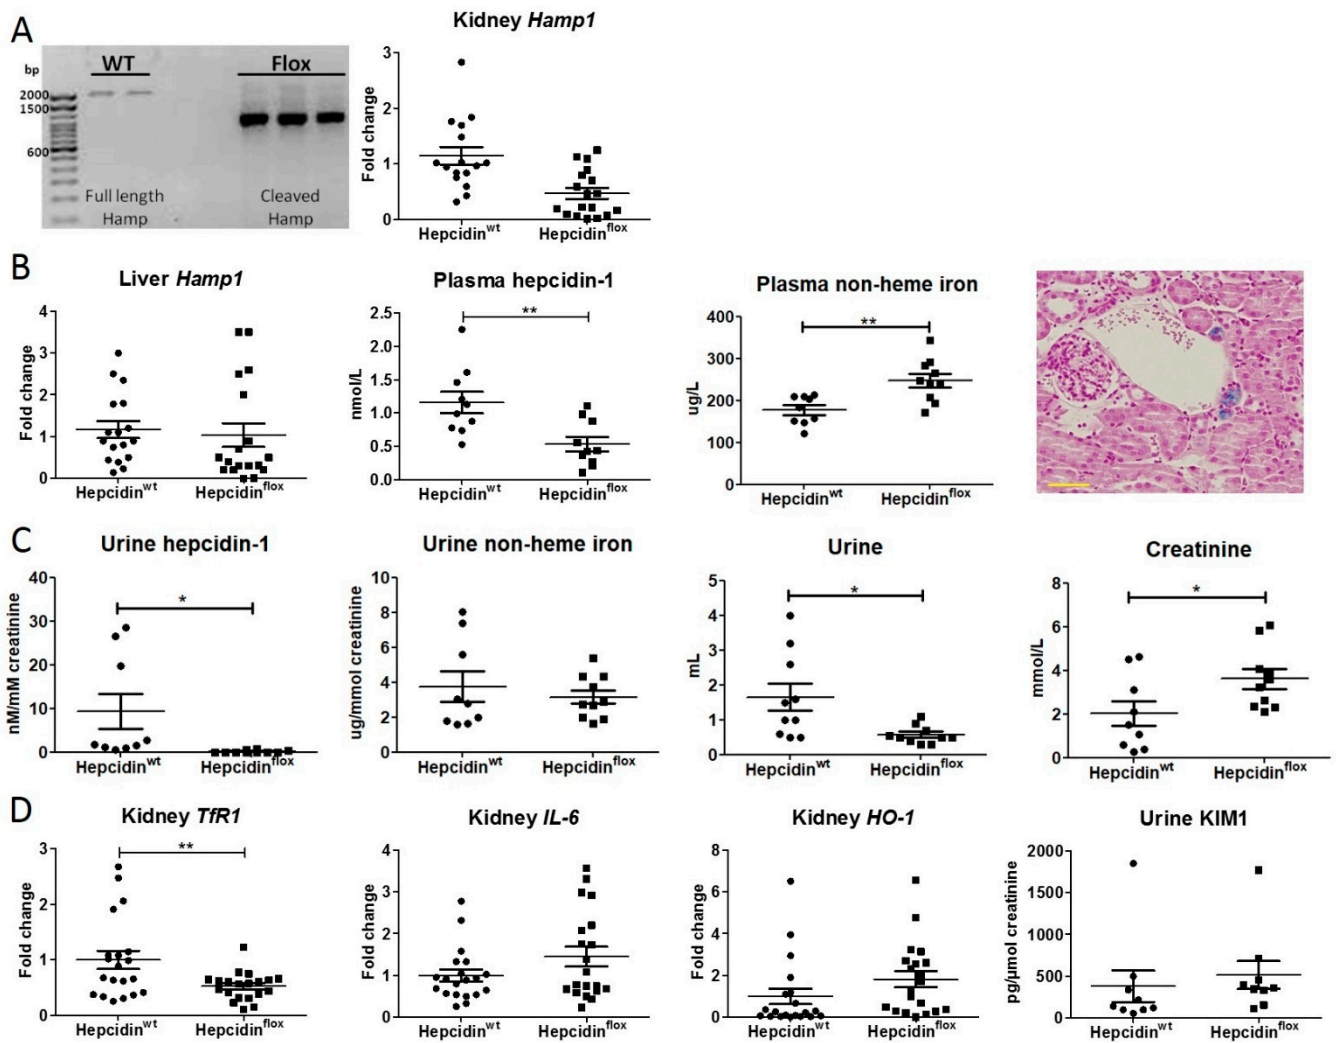 A
bp
WT
Flox
2000
1500
600
Full length
Hamp
Cleaved
Hamp
Kidney Hamp1
Fold change
3
2
1
0
Hepcidinwt
Hepcidinflox
B
Liver Hamp1
Fold change
4
3
2
1
0
Hepcidinwt
Hepcidinflox
Plasma hepcidin-1
**
nmol/L
2.5
2.0
1.5
1.0
0.5
0.0
Hepcidinwt
Hepcidinflox
Plasma non-heme iron
**
ug/L
400
300
200
100
0
Hepcidinwt
Hepcidinflox
C
Urine hepcidin-1
*
nM/mM creatinine
40
30
20
10
0
Hepcidinwt
Hepcidinflox
Urine non-heme iron
ug/mmol creatinine
10
8
6
4
2
0
Hepcidinwt
Hepcidinflox
Urine
*
mL
5
4
3
2
1
0
Hepcidinwt
Hepcidinflox
Creatinine
*
mmol/L
8
6
4
2
0
Hepcidinwt
Hepcidinflox
D
Kidney TfR1
**
Fold change
3
2
1
0
Hepcidinwt
Hepcidinflox
Kidney IL-6
Fold change
4
3
2
1
0
Hepcidinwt
Hepcidinflox
Kidney HO-1
Fold change
8
6
4
2
0
Hepcidinwt
Hepcidinflox
Urine KIM1
pg/µmol creatinine
2000
1500
1000
500
0
Hepcidinwt
Hepcidinflox